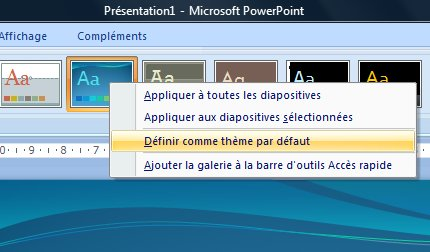 Présentation1 - Microsoft PowerPoint
Affichage Compléments
Aa Aa Aa Aa Aa Aa
Appliquer à toutes les diapositives
Appliquer aux diapositives sélectionnées
Définir comme thème par défaut
Ajouter la galerie à la barre d'outils Accès rapide